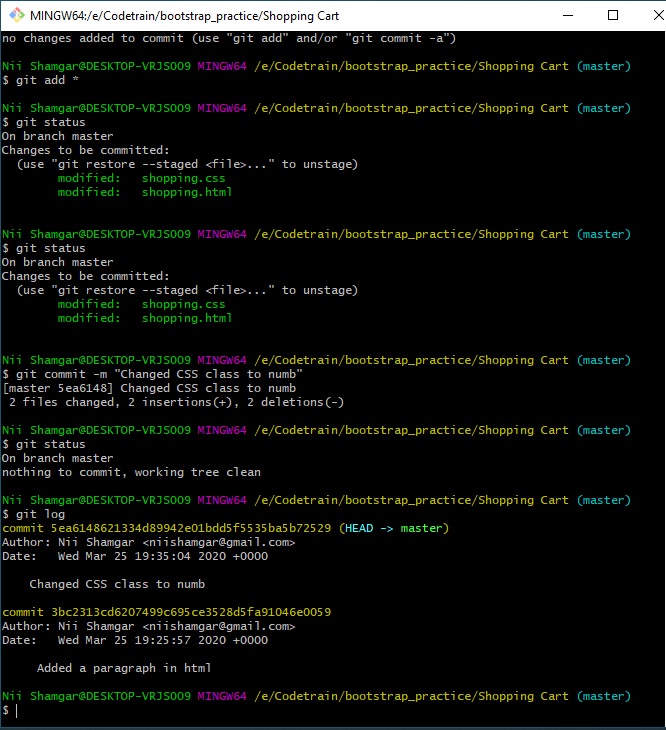 MINGW64:/e/Codetrain/bootstrap_practice/Shopping Cart
no changes added to commit (use "git add" and/or "git commit -a")
Nii Shamgar@DESKTOP-VRJSOO9 MINGW64 /e/Codetrain/bootstrap_practice/Shopping Cart (master)
$ git add *
Nii Shamgar@DESKTOP-VRJSOO9 MINGW64 /e/Codetrain/bootstrap_practice/Shopping Cart (master)
$ git status
On branch master
Changes to be committed:
  (use "git restore --staged <file>..." to unstage)
        modified:   shopping.css
        modified:   shopping.html
Nii Shamgar@DESKTOP-VRJSOO9 MINGW64 /e/Codetrain/bootstrap_practice/Shopping Cart (master)
$ git status
On branch master
Changes to be committed:
  (use "git restore --staged <file>..." to unstage)
        modified:   shopping.css
        modified:   shopping.html
Nii Shamgar@DESKTOP-VRJSOO9 MINGW64 /e/Codetrain/bootstrap_practice/Shopping Cart (master)
$ git commit -m "Changed CSS class to numb"
[master 5ea6148] Changed CSS class to numb
 2 files changed, 2 insertions(+), 2 deletions(-)
Nii Shamgar@DESKTOP-VRJSOO9 MINGW64 /e/Codetrain/bootstrap_practice/Shopping Cart (master)
$ git status
On branch master
nothing to commit, working tree clean
Nii Shamgar@DESKTOP-VRJSOO9 MINGW64 /e/Codetrain/bootstrap_practice/Shopping Cart (master)
$ git log
commit 5ea6148621334d89942e01bdd5f5535ba5b72529 (HEAD -> master)
Author: Nii Shamgar <niishamgar@gmail.com>
Date:   Wed Mar 25 19:35:04 2020 +0000
    Changed CSS class to numb
commit 3bc2313cd6207499c695ce3528d5fa91046e0059
Author: Nii Shamgar <niishamgar@gmail.com>
Date:   Wed Mar 25 19:25:57 2020 +0000
     Added a paragraph in html
Nii Shamgar@DESKTOP-VRJSOO9 MINGW64 /e/Codetrain/bootstrap_practice/Shopping Cart (master)
$